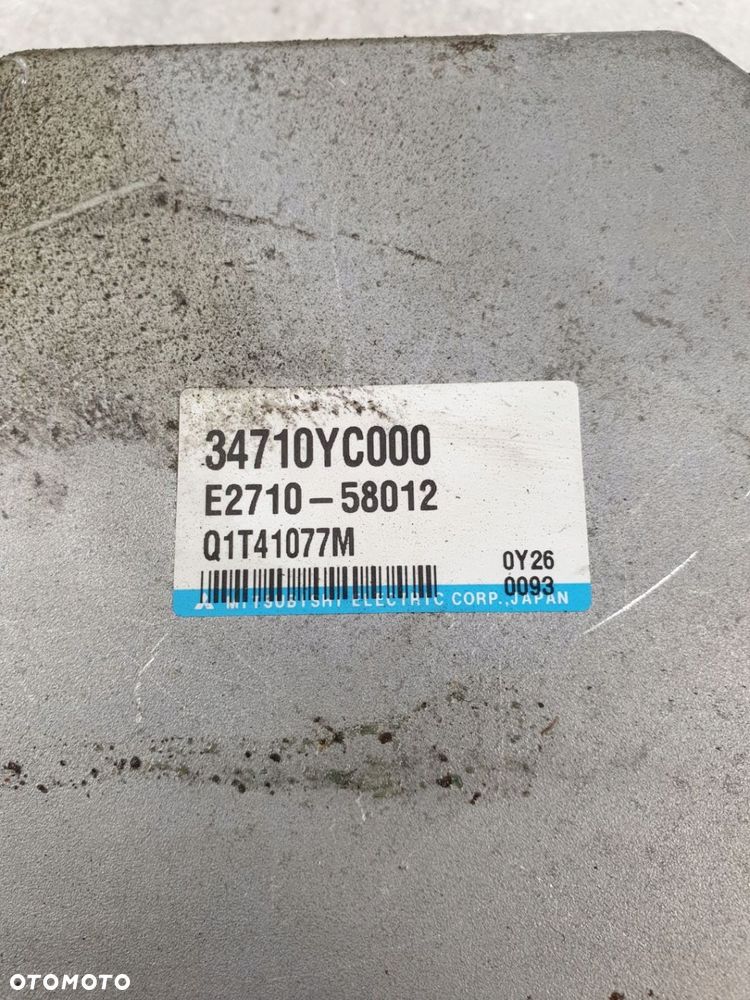 34710YC000
E2710-58012
Q1T41077M
0Y26
0093
MITSUBISHI ELECTRIC CORP., JAPAN
OTOMOTO